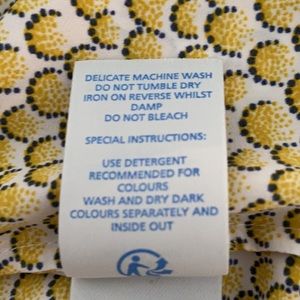 DELICATE MACHINE WASH
DO NOT TUMBLE DRY
IRON ON REVERSE WHILST
DAMP
DO NOT BLEACH
SPECIAL INSTRUCTIONS:
USE DETERGENT
RECOMMENDED FOR
COLOURS
WASH AND DRY DARK
COLOURS SEPARATELY AND
INSIDE OUT